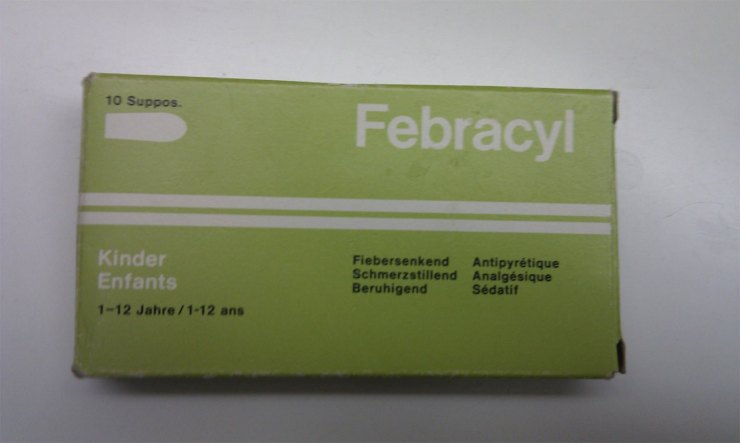 10 Suppos.
Febracyl
Kinder
Enfants
1–12 Jahre / 1-12 ans
Fiebersenkend
Schmerzstillend
Beruhigend
Antipyrétique
Analgésique
Sédatif